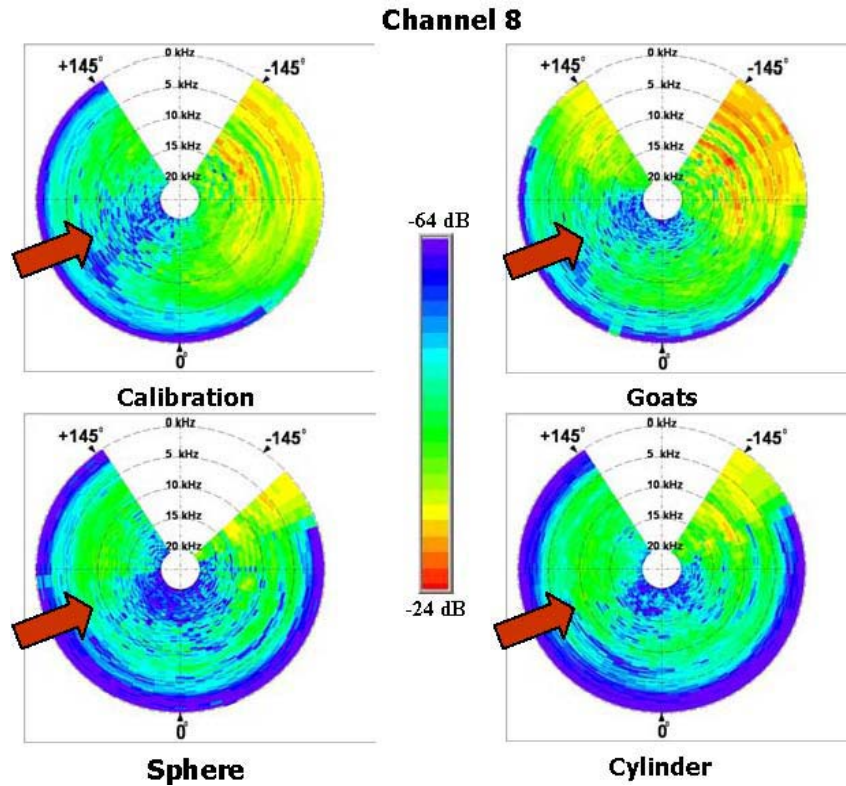 Channel 8
+145°
-145°
0 kHz
5 kHz
10 kHz
15 kHz
20 kHz
0°
Calibration
+145°
-145°
0 kHz
5 kHz
10 kHz
15 kHz
20 kHz
0°
Goats
-64 dB
-24 dB
+145°
-145°
0 kHz
5 kHz
10 kHz
15 kHz
20 kHz
0°
Sphere
+145°
-145°
0 kHz
5 kHz
10 kHz
15 kHz
20 kHz
0°
Cylinder